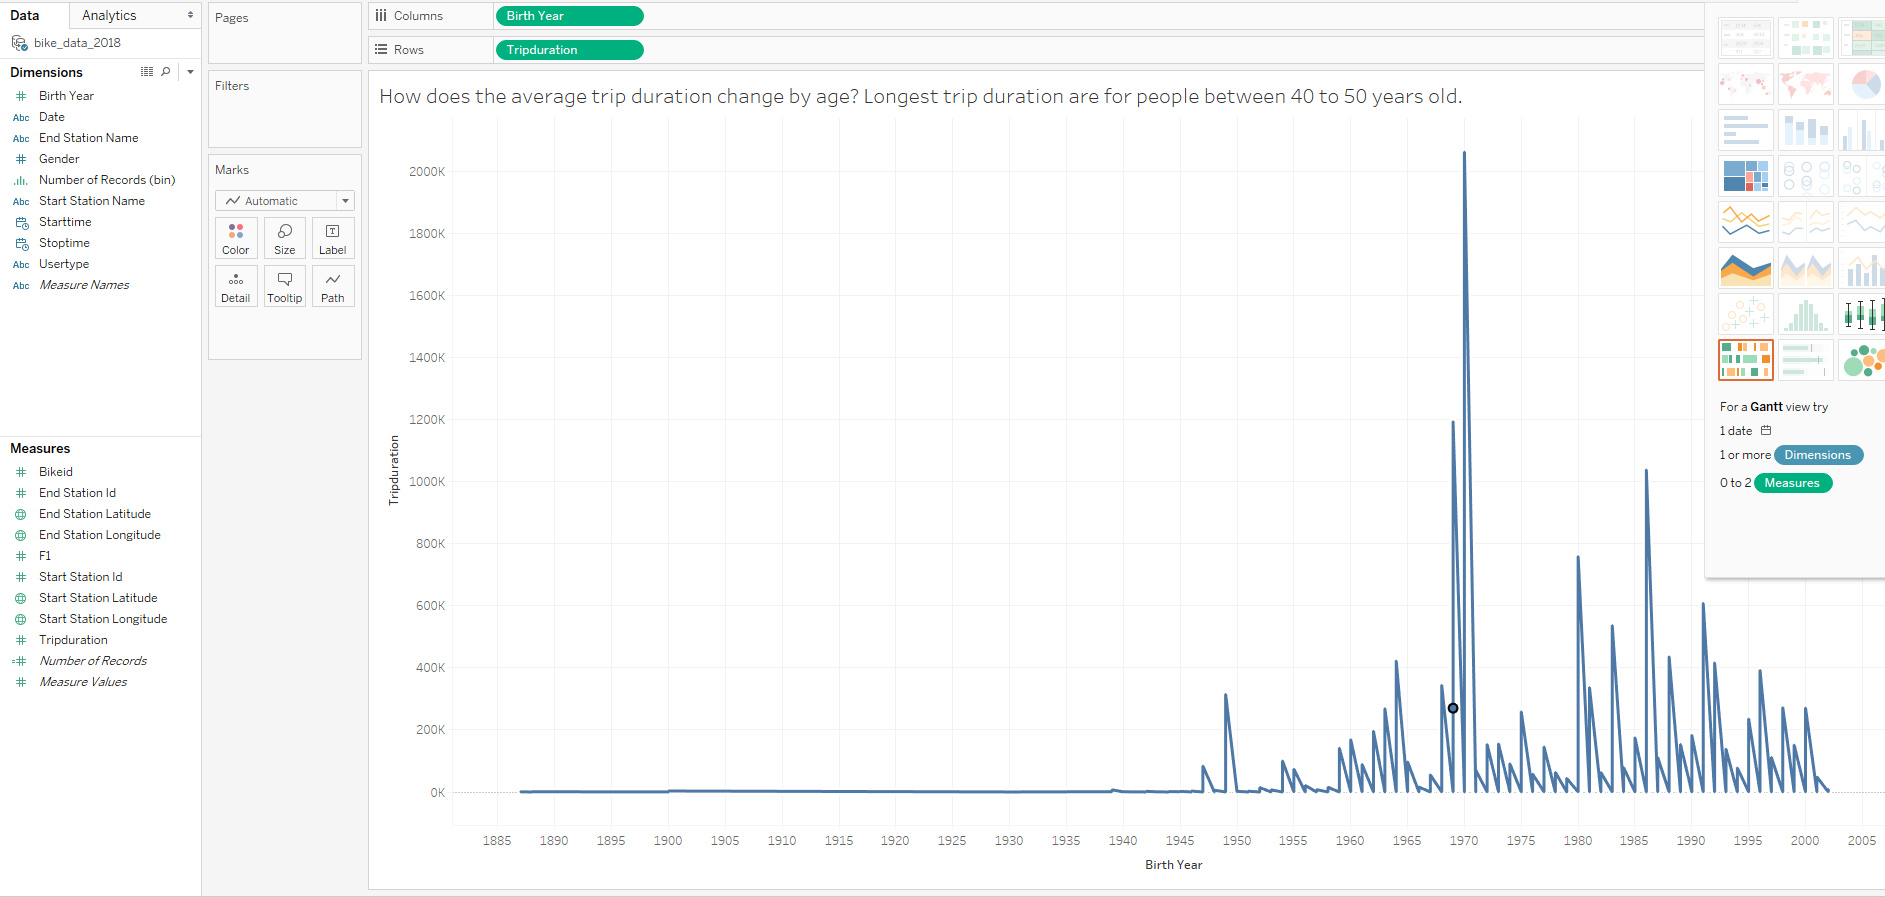 Data
Analytics
bike_data_2018
Dimensions
Birth Year
Abc Date
Abc End Station Name
Gender
Number of Records (bin)
Abc Start Station Name
Starttime
Stoptime
Abc Usertype
Abc Measure Names
Measures
Bikeid
End Station Id
End Station Latitude
End Station Longitude
F1
Start Station Id
Start Station Latitude
Start Station Longitude
Tripduration
Number of Records
Measure Values
Pages
Filters
Marks
Automatic
Color Size Label
Detail Tooltip Path
Columns Birth Year
Rows Tripduration
How does the average trip duration change by age? Longest trip duration are for people between 40 to 50 years old.
2000K
1800K
1600K
1400K
1200K
1000K
800K
600K
400K
200K
0K
Tripduration
1885 1890 1895 1900 1905 1910 1915 1920 1925 1930 1935 1940 1945 1950 1955 1960 1965 1970 1975 1980 1985 1990 1995 2000 2005
Birth Year
For a Gantt view try
1 date
1 or more Dimensions
0 to 2 Measures